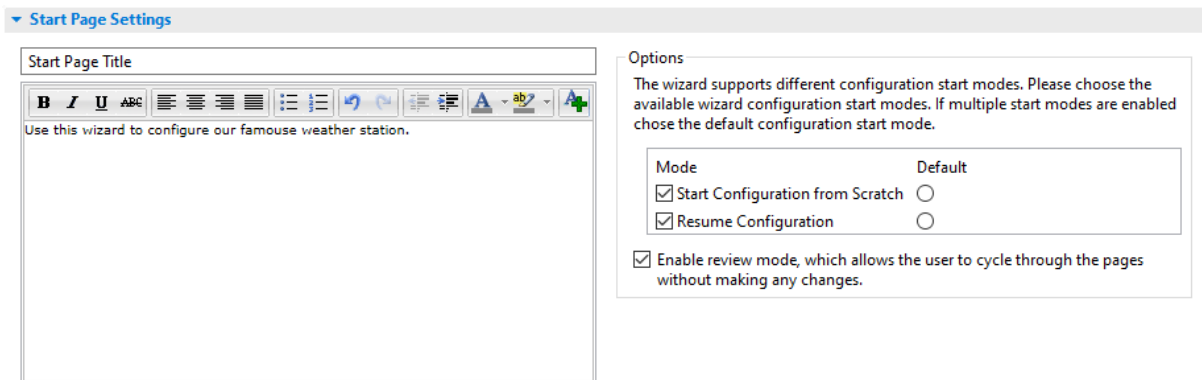 Start Page Settings
Start Page Title
B I U ABC
A ab A
Use this wizard to configure our famouse weather station.
Options
The wizard supports different configuration start modes. Please choose the
available wizard configuration start modes. If multiple start modes are enabled
chose the default configuration start mode.
Mode Default
Start Configuration from Scratch
Resume Configuration
Enable review mode, which allows the user to cycle through the pages
without making any changes.